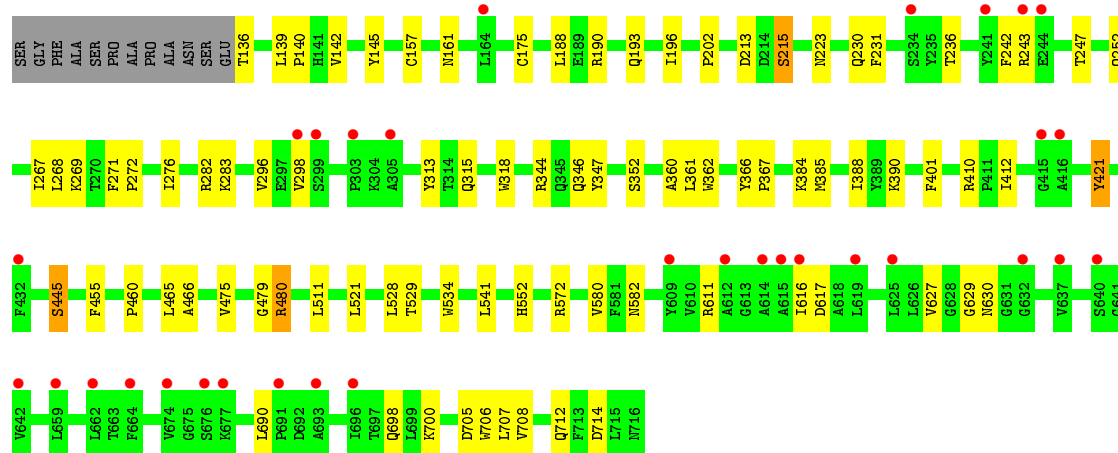 SER GLY PHE ALA SER PRO ALA PRO ALA ASN SER GLU T136 L139 P140 H141 V142 Y145 C157 N161 L164 C175 L188 E189 R190 Q193 I196 P202 D213 D214 S215 N223 Q230 F231 S234 Y235 T236 Y241 F242 R243 E244 T247 Q252
I267 L268 K269 T270 F271 P272 I276 R282 K283 V296 E297 V298 S299 P303 K304 A305 Y313 T314 Q315 W318 R344 Q345 Q346 Y347 S352 A360 L361 W362 Y366 P367 K384 M385 I388 Y389 K390 F401 R410 P411 I412 G415 A416 Y421
F432 S445 F455 P460 L465 A466 V475 G479 R480 L511 L521 L528 T529 W534 L541 H552 R572 V580 F581 N582 Y609 V610 R611 A612 G613 A614 A615 I616 D617 A618 L619 L625 L626 V627 G628 G629 N630 G631 G632 V637 S640 G641
V642 L659 L662 T663 F664 V674 G675 S676 K677 L690 P691 D692 A693 I696 T697 Q698 L699 K700 D705 W706 L707 V708 Q712 F713 D714 L715 N716